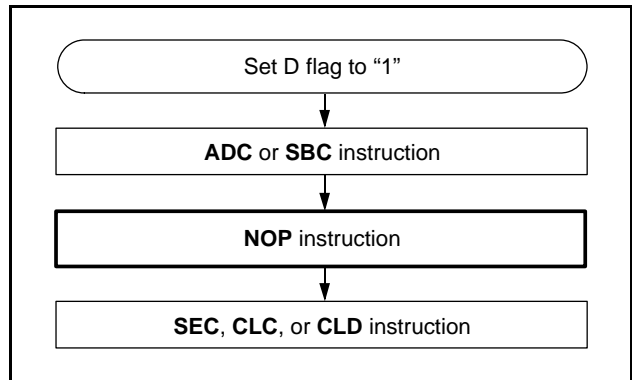 Set D flag to “1”
ADC or SBC instruction
NOP instruction
SEC, CLC, or CLD instruction